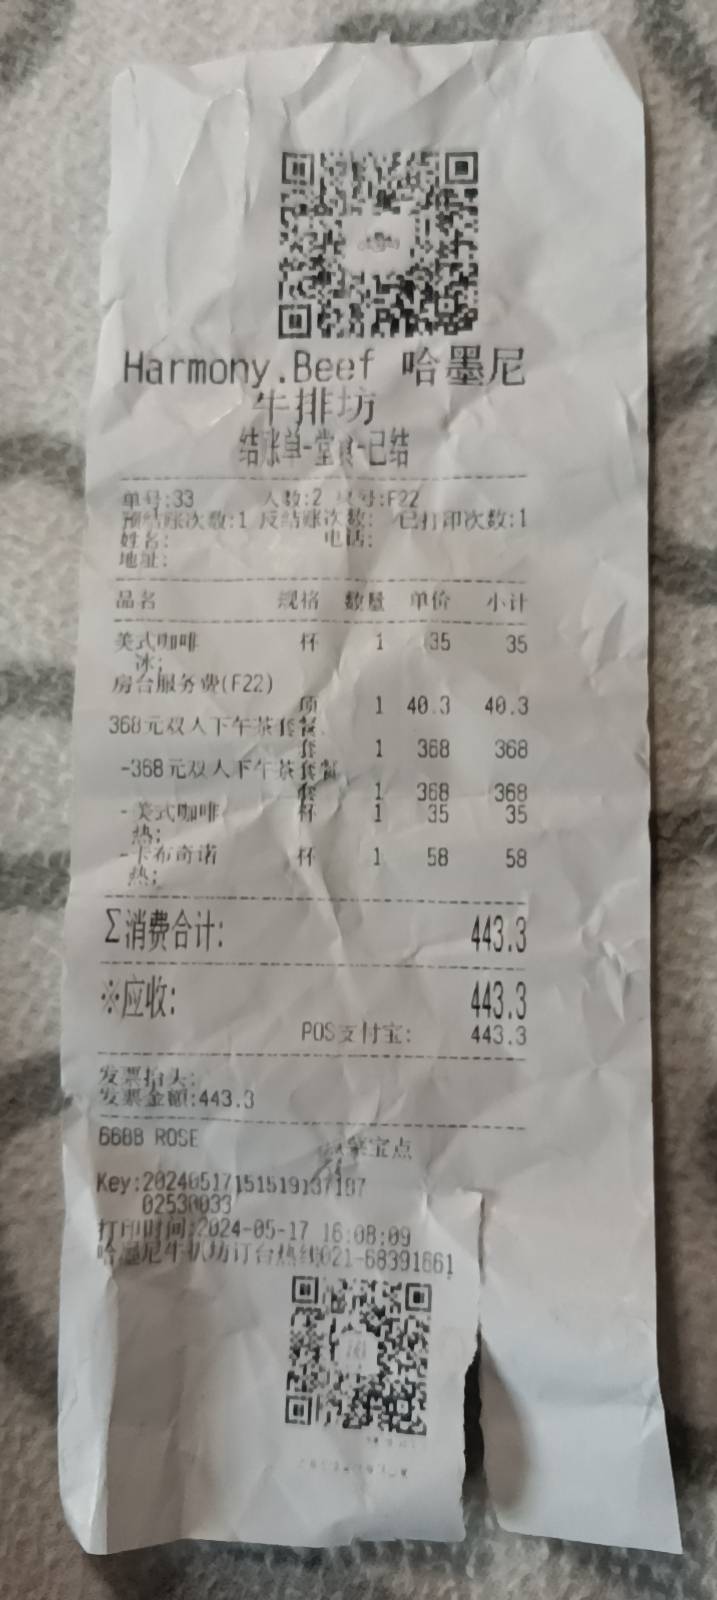 Harmony.Beef 哈墨尼
牛排坊
结账单-堂食-已结
单号:33 人数:2 桌号:F22
预结账次数:1 反结账次数: 已打印次数:1
姓名: 电话:
地址:
品名 规格 数量 单价 小计
美式咖啡 杯 1 35 35
冰;
房台服务费(F22)
项 1 40.3 40.3
368元双人下午茶套餐
套 1 368 368
-368元双人下午茶套餐
套 1 368 368
-美式咖啡 杯 1 35 35
热;
-卡布奇诺 杯 1 58 58
热;
Σ消费合计: 443.3
※应收: 443.3
POS支付宝: 443.3
发票抬头:
发票金额:443.3
6688 ROSE
宝点
Key:20240517151519137107
02530033
打印时间:2024-05-17 16:08:09
哈墨尼牛扒坊订台热线021-68391661